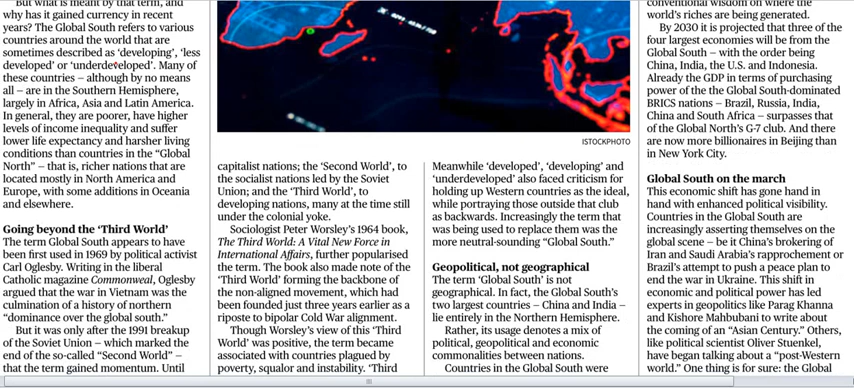 But what is meant by that term, and
why has it gained currency in recent
years? The Global South refers to various
countries around the world that are
sometimes described as ‘developing’, ‘less
developed’ or ‘underdeveloped’. Many of
these countries — although by no means
all — are in the Southern Hemisphere,
largely in Africa, Asia and Latin America.
In general, they are poorer, have higher
levels of income inequality and suffer
lower life expectancy and harsher living
conditions than countries in the “Global
North” — that is, richer nations that are
located mostly in North America and
Europe, with some additions in Oceania
and elsewhere.
Going beyond the ‘Third World’
The term Global South appears to have
been first used in 1969 by political activist
Carl Oglesby. Writing in the liberal
Catholic magazine Commonweal, Oglesby
argued that the war in Vietnam was the
culmination of a history of northern
“dominance over the global south.”
But it was only after the 1991 breakup
of the Soviet Union — which marked the
end of the so-called “Second World” —
that the term gained momentum. Until
ISTOCKPHOTO
capitalist nations; the ‘Second World’, to
the socialist nations led by the Soviet
Union; and the ‘Third World’, to
developing nations, many at the time still
under the colonial yoke.
Sociologist Peter Worsley’s 1964 book,
The Third World: A Vital New Force in
International Affairs, further popularised
the term. The book also made note of the
‘Third World’ forming the backbone of
the non-aligned movement, which had
been founded just three years earlier as a
riposte to bipolar Cold War alignment.
Though Worsley’s view of this ‘Third
World’ was positive, the term became
associated with countries plagued by
poverty, squalor and instability. ‘Third
Meanwhile ‘developed’, ‘developing’ and
‘underdeveloped’ also faced criticism for
holding up Western countries as the ideal,
while portraying those outside that club
as backwards. Increasingly the term that
was being used to replace them was the
more neutral-sounding “Global South.”
Geopolitical, not geographical
The term ‘Global South’ is not
geographical. In fact, the Global South’s
two largest countries — China and India —
lie entirely in the Northern Hemisphere.
Rather, its usage denotes a mix of
political, geopolitical and economic
commonalities between nations.
Countries in the Global South were
conventional wisdom on where the
world’s riches are being generated.
By 2030 it is projected that three of the
four largest economies will be from the
Global South — with the order being
China, India, the U.S. and Indonesia.
Already the GDP in terms of purchasing
power of the the Global South-dominated
BRICS nations — Brazil, Russia, India,
China and South Africa — surpasses that
of the Global North’s G-7 club. And there
are now more billionaires in Beijing than
in New York City.
Global South on the march
This economic shift has gone hand in
hand with enhanced political visibility.
Countries in the Global South are
increasingly asserting themselves on the
global scene — be it China’s brokering of
Iran and Saudi Arabia’s rapprochement or
Brazil’s attempt to push a peace plan to
end the war in Ukraine. This shift in
economic and political power has led
experts in geopolitics like Parag Khanna
and Kishore Mahbubani to write about
the coming of an “Asian Century.” Others,
like political scientist Oliver Stuenkel,
have began talking about a “post-Western
world.” One thing is for sure: the Global